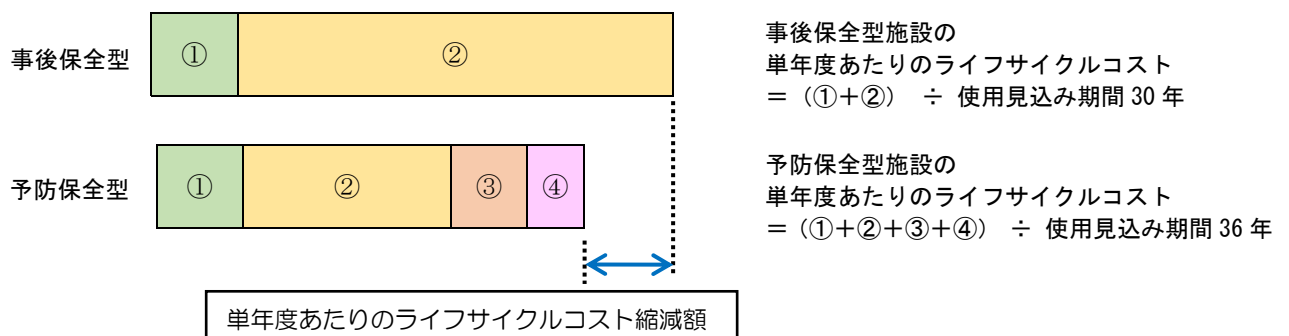 事後保全型
①
②
事後保全型施設の
単年度あたりのライフサイクルコスト
＝（①＋②） ÷ 使用見込み期間 30 年
予防保全型
①
②
③
④
予防保全型施設の
単年度あたりのライフサイクルコスト
＝（①＋②＋③＋④） ÷ 使用見込み期間 36 年
単年度あたりのライフサイクルコスト縮減額